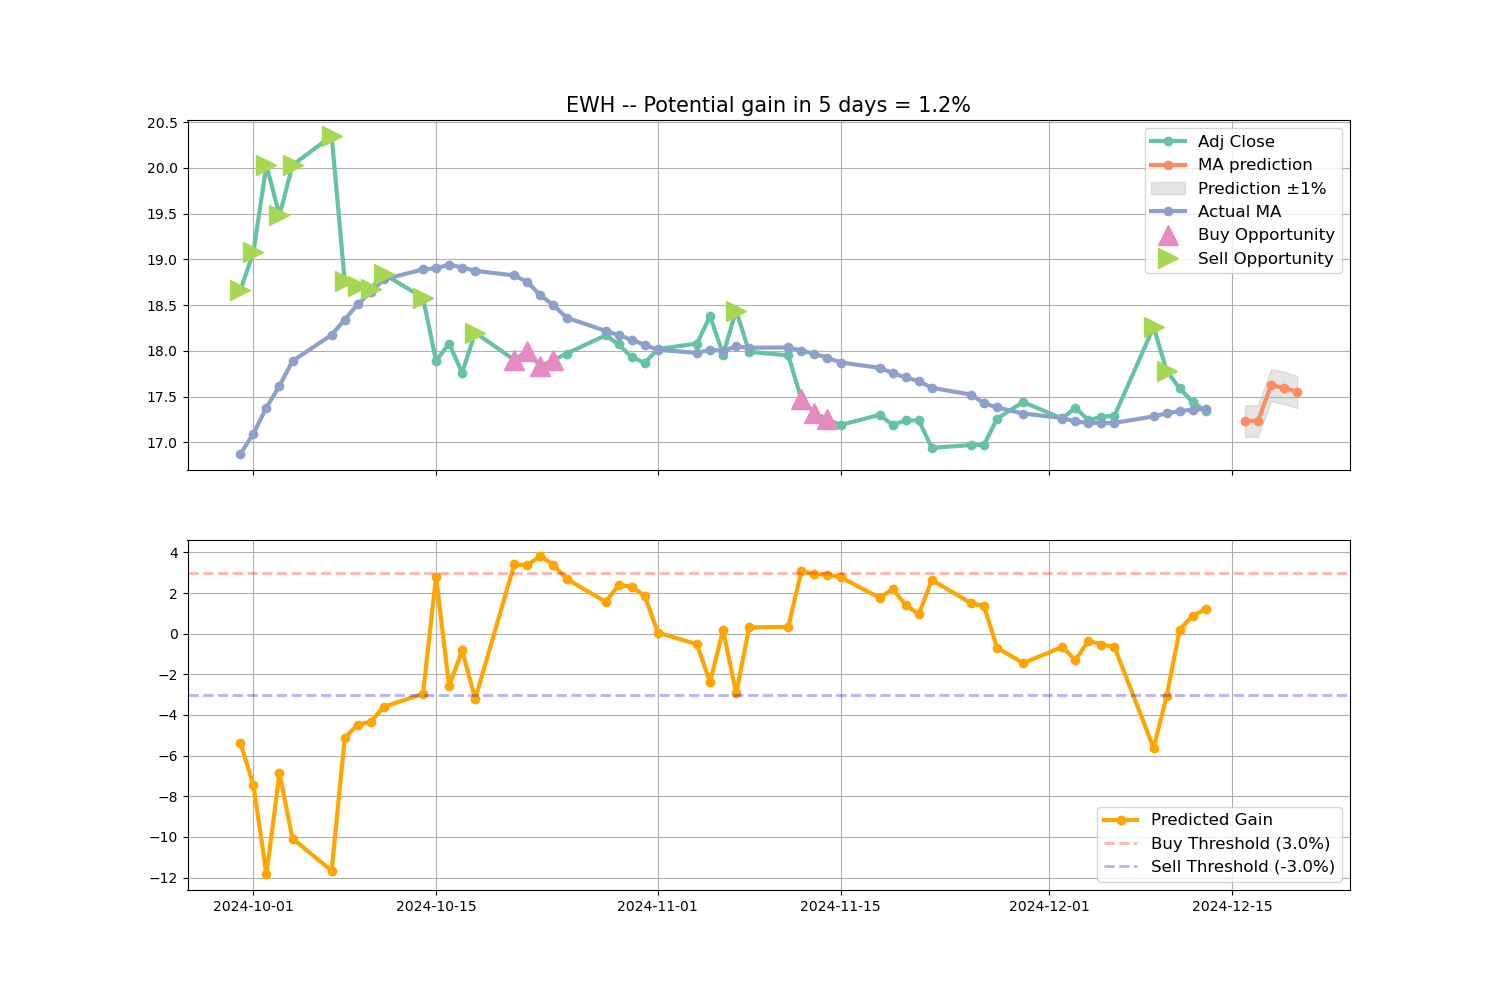 EWH -- Potential gain in 5 days = 1.2%
20.5
20.0
19.5
19.0
18.5
18.0
17.5
17.0
Adj Close
MA prediction
Prediction ±1%
Actual MA
Buy Opportunity
Sell Opportunity
4
2
0
−2
−4
−6
−8
−10
−12
Predicted Gain
Buy Threshold (3.0%)
Sell Threshold (-3.0%)
2024-10-01 2024-10-15 2024-11-01 2024-11-15 2024-12-01 2024-12-15